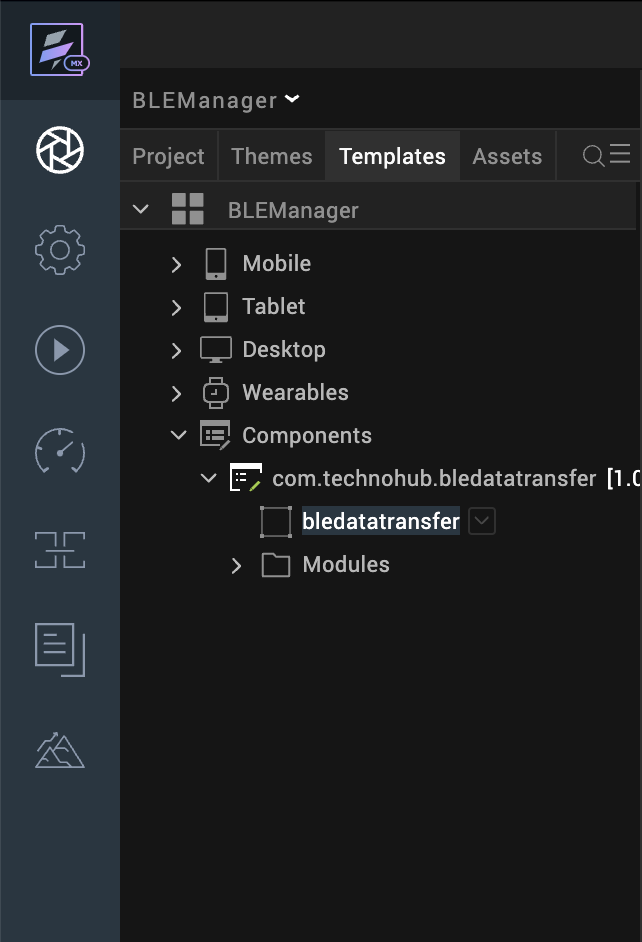 MX
BLEManager
Project Themes Templates Assets
BLEManager
Mobile
Tablet
Desktop
Wearables
Components
com.technohub.bledatatransfer [1.0
bledatatransfer
Modules